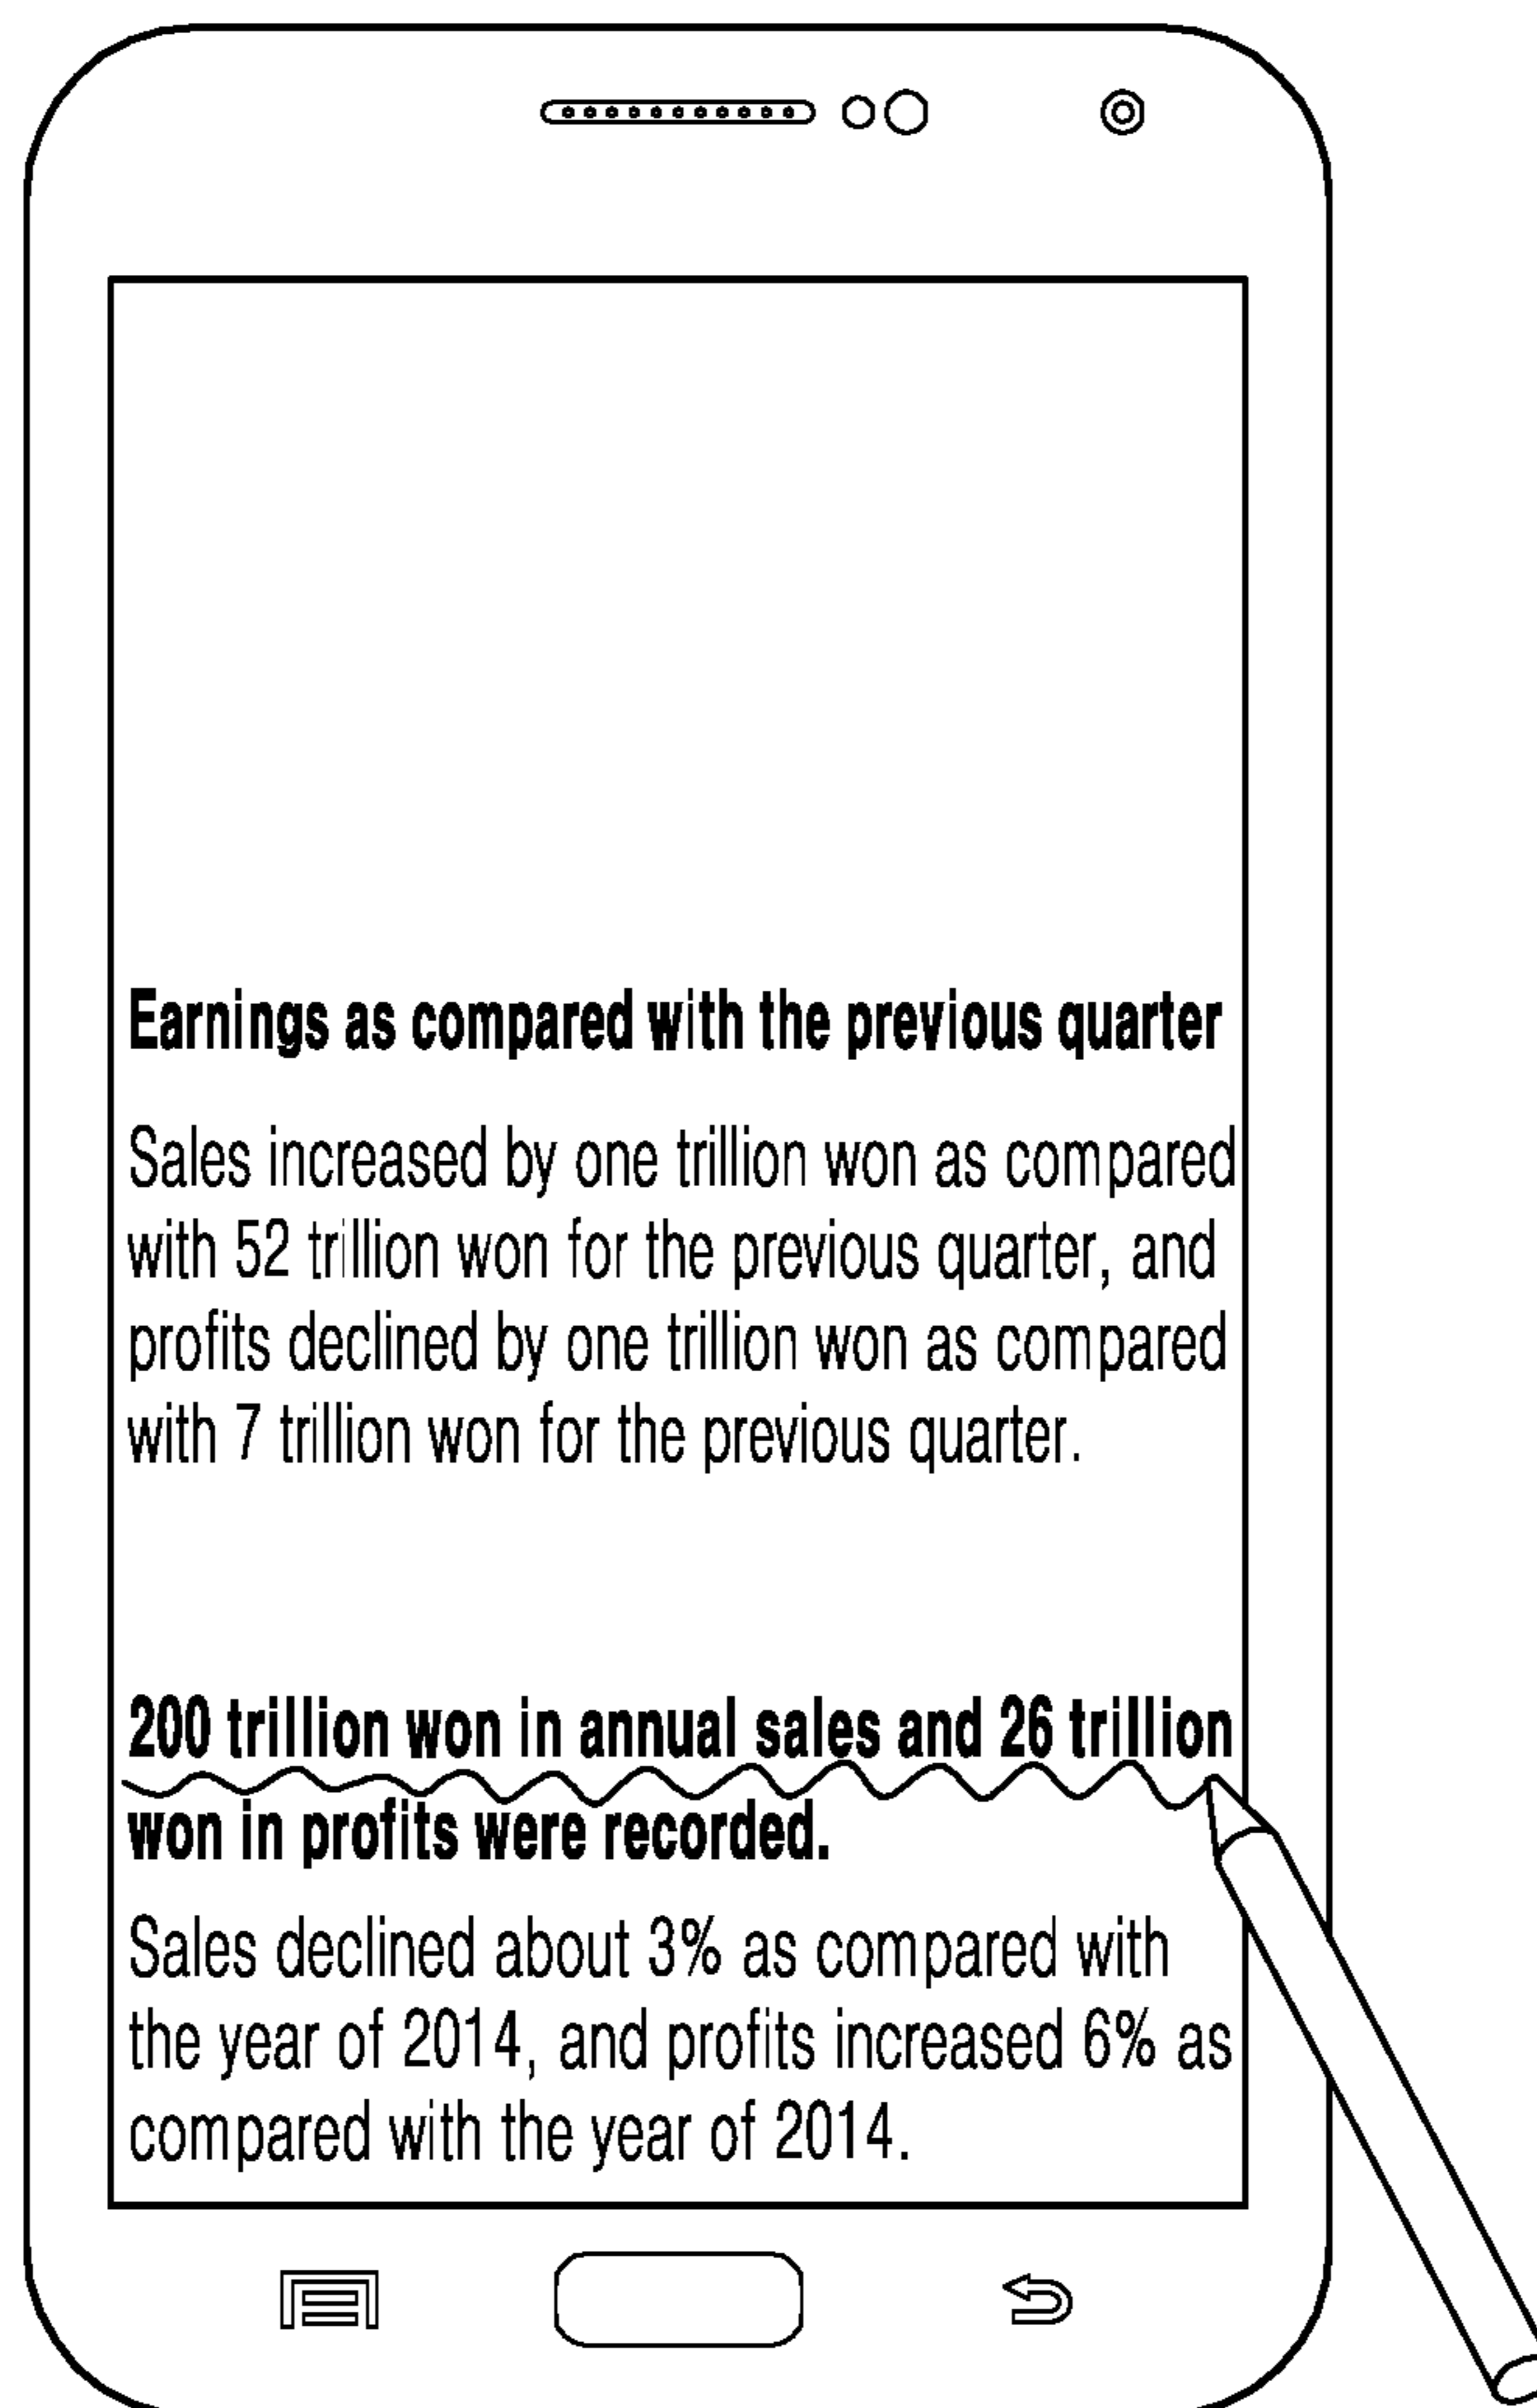 Earnings as compared with the previous quarter
Sales increased by one trillion won as compared
with 52 trillion won for the previous quarter, and
profits declined by one trillion won as compared
with 7 trillion won for the previous quarter.
200 trillion won in annual sales and 26 trillion
won in profits were recorded.
Sales declined about 3% as compared with
the year of 2014, and profits increased 6% as
compared with the year of 2014.